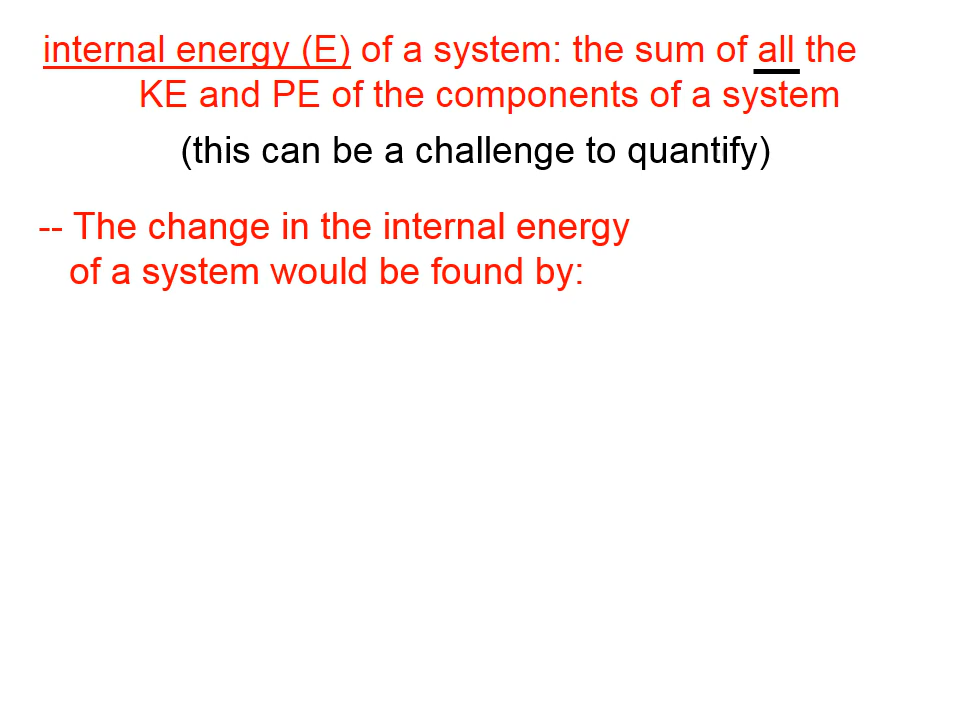 internal energy (E) of a system: the sum of all the
KE and PE of the components of a system
(this can be a challenge to quantify)
-- The change in the internal energy
of a system would be found by: